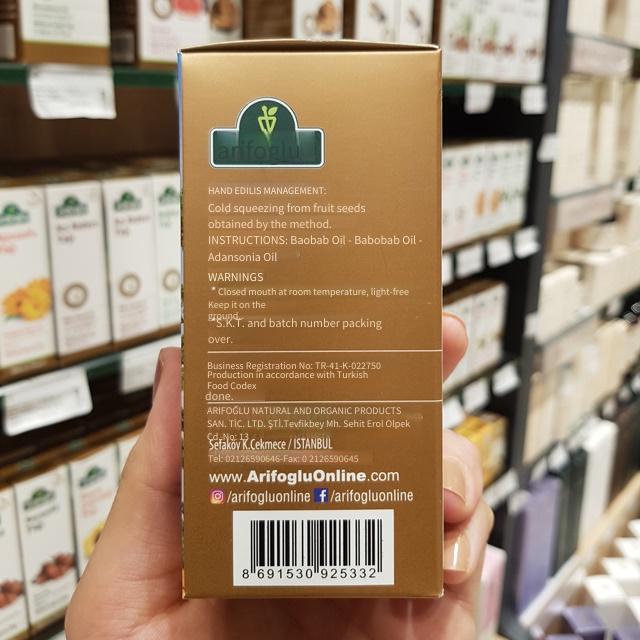 arifoglu
HAND EDILIS MANAGEMENT:
Cold squeezing from fruit seeds
obtained by the method.
INSTRUCTIONS: Baobab Oil - Babobab Oil -
Adansonia Oil
WARNINGS
* Closed mouth at room temperature, light-free
Keep it on the
ground.
*S.K.T. and batch number packing
over.
Business Registration No: TR-41-K-022750
Production in accordance with Turkish
Food Codex
done.
ARIFOĞLU NATURAL AND ORGANIC PRODUCTS
SAN. TİC. LTD. ŞTİ.Tevfikbey Mh. Sehit Erol Olpek
Cd. No: 13
Sefaköy K.Çekmece / ISTANBUL
Tel: 02126590646-Fax: 0 2126590645
www.ArifogluOnline.com
/arifogluonline /arifogluonline
8 691530 925332